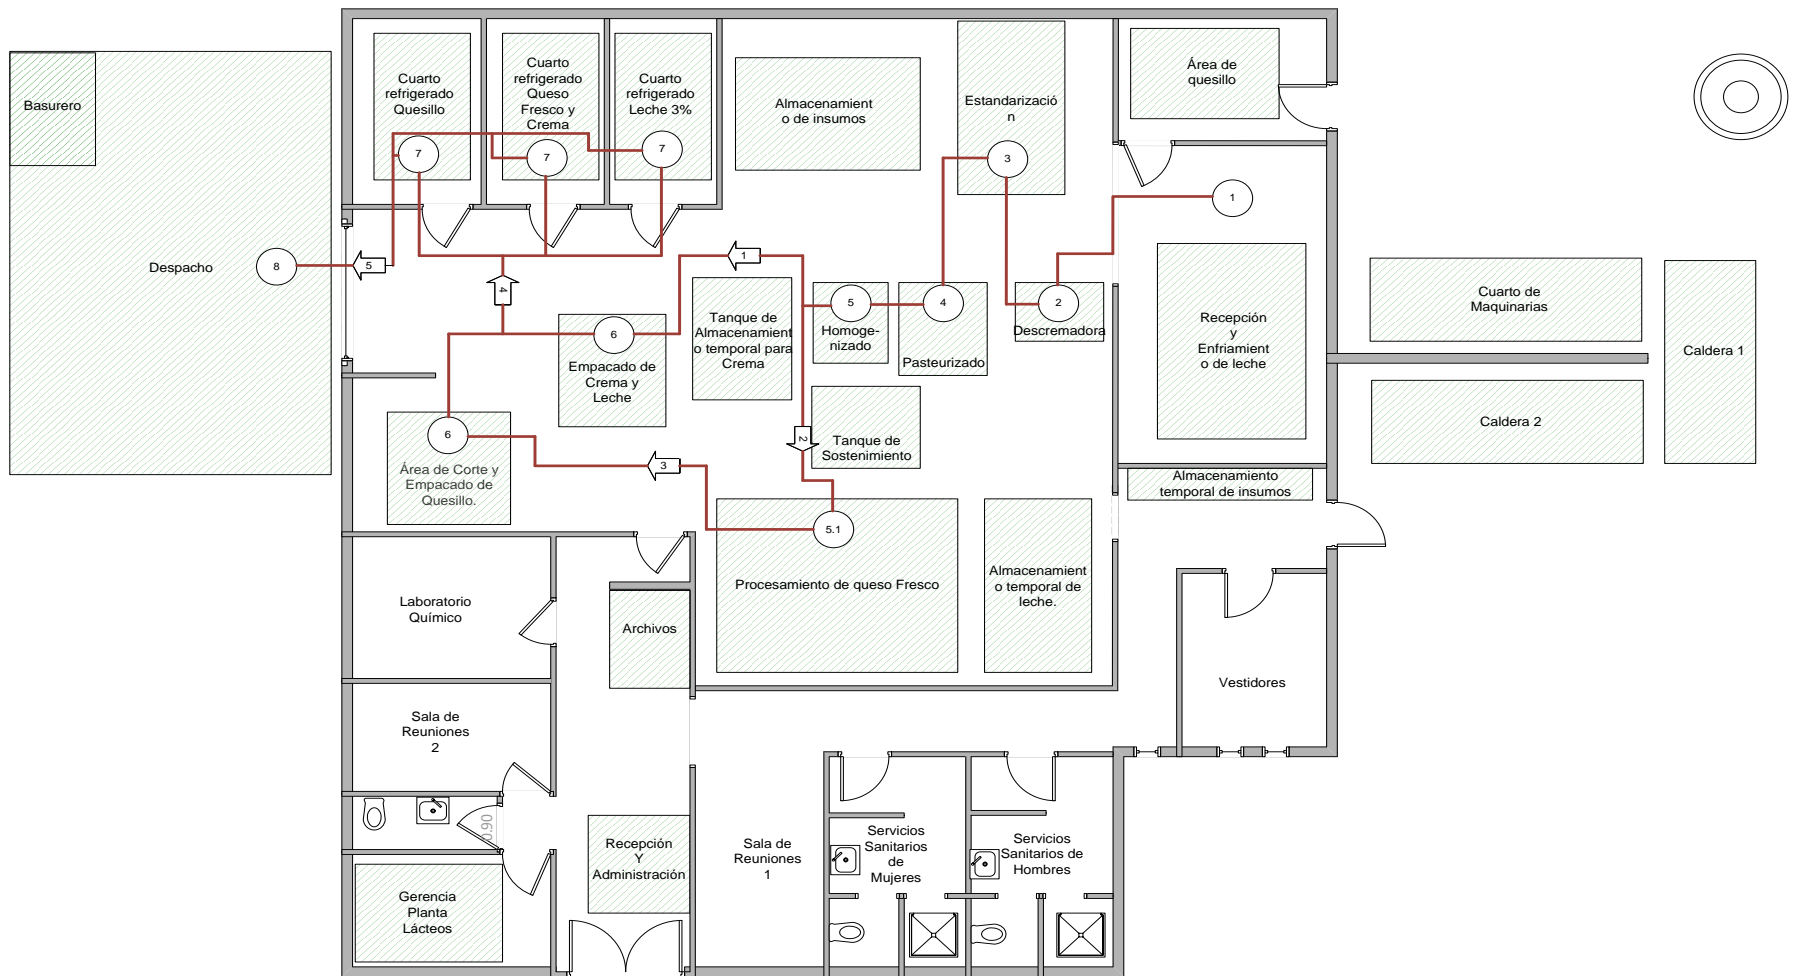 Basurero
Despacho
8
5
Cuarto
refrigerado
Quesillo
7
Cuarto
refrigerado
Queso
Fresco y
Crema
7
Cuarto
refrigerado
Leche 3%
7
Almacenamient
o de insumos
Estandarizació
n
3
Área de
quesillo
1
Recepción
y
Enfriamient
o de leche
Cuarto de
Maquinarias
Caldera 1
Caldera 2
1
4
6
Empacado de
Crema y
Leche
Tanque de
Almacenament
o temporal para
Crema
5
Homoge-
nizado
4
Pasteurizado
2
Descremadora
2
Tanque de
Sostenimiento
6
Área de Corte y
Empacado de
Quesillo.
3
5.1
Procesamiento de queso Fresco
Almacenamient
o temporal de
leche.
Almacenamiento
temporal de insumos
Laboratorio
Químico
Archivos
Vestidores
Sala de
Reuniones
2
0.90
Recepción
Y
Administración
Gerencia
Planta
Lácteos
Sala de
Reuniones
1
Servicios
Sanitarios
de
Mujeres
Servicios
Sanitarios de
Hombres